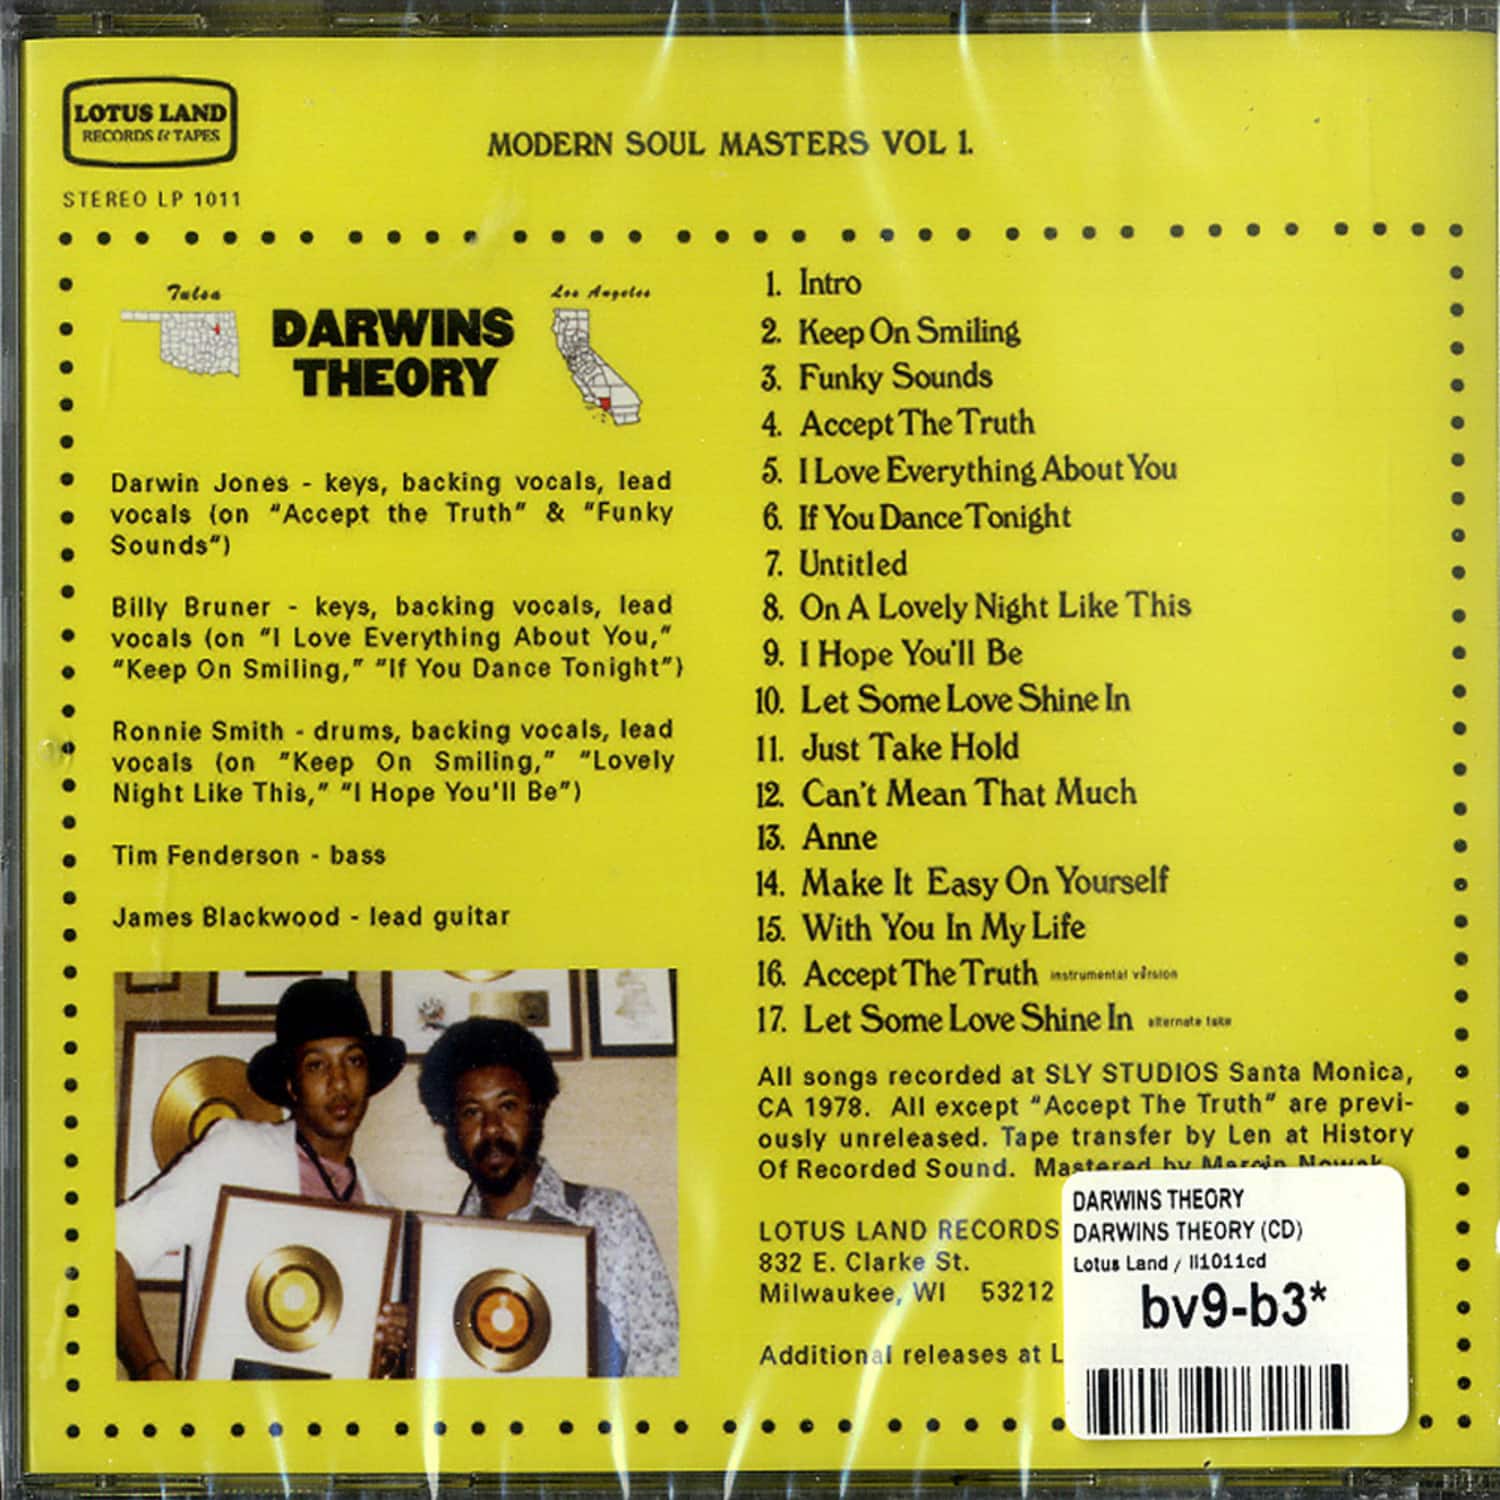 LOTUS LAND
RECORDS & TAPES
STEREO LP 1011
MODERN SOUL MASTERS VOL 1.
Tulsa
Los Angeles
DARWINS
THEORY
Darwin Jones - keys, backing vocals, lead
vocals (on "Accept the Truth" & "Funky
Sounds")
Billy Bruner - keys, backing vocals, lead
vocals (on "I Love Everything About You,"
"Keep On Smiling," "If You Dance Tonight")
Ronnie Smith - drums, backing vocals, lead
vocals (on "Keep On Smiling," "Lovely
Night Like This," "I Hope You'll Be")
Tim Fenderson - bass
James Blackwood - lead guitar
1. Intro
2. Keep On Smiling
3. Funky Sounds
4. Accept The Truth
5. I Love Everything About You
6. If You Dance Tonight
7. Untitled
8. On A Lovely Night Like This
9. I Hope You'll Be
10. Let Some Love Shine In
11. Just Take Hold
12. Can't Mean That Much
13. Anne
14. Make It Easy On Yourself
15. With You In My Life
16. Accept The Truth instrumental version
17. Let Some Love Shine In alternate take
All songs recorded at SLY STUDIOS Santa Monica,
CA 1978. All except "Accept The Truth" are previ-
ously unreleased. Tape transfer by Len at History
Of Recorded Sound. Mastered by Marcin Nowak
LOTUS LAND RECORDS
832 E. Clarke St.
Milwaukee, WI 53212
Additional releases at L
DARWINS THEORY
DARWINS THEORY (CD)
Lotus Land / ll1011cd
bv9-b3*